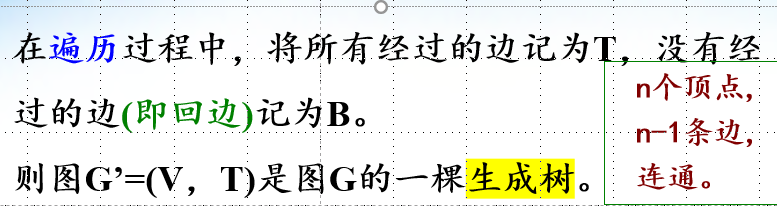 在遍历过程中，将所有经过的边记为T，没有经
过的边(即回边)记为B。
则图G’=(V，T)是图G的一棵生成树。
n个顶点,
n-1条边,
连通。